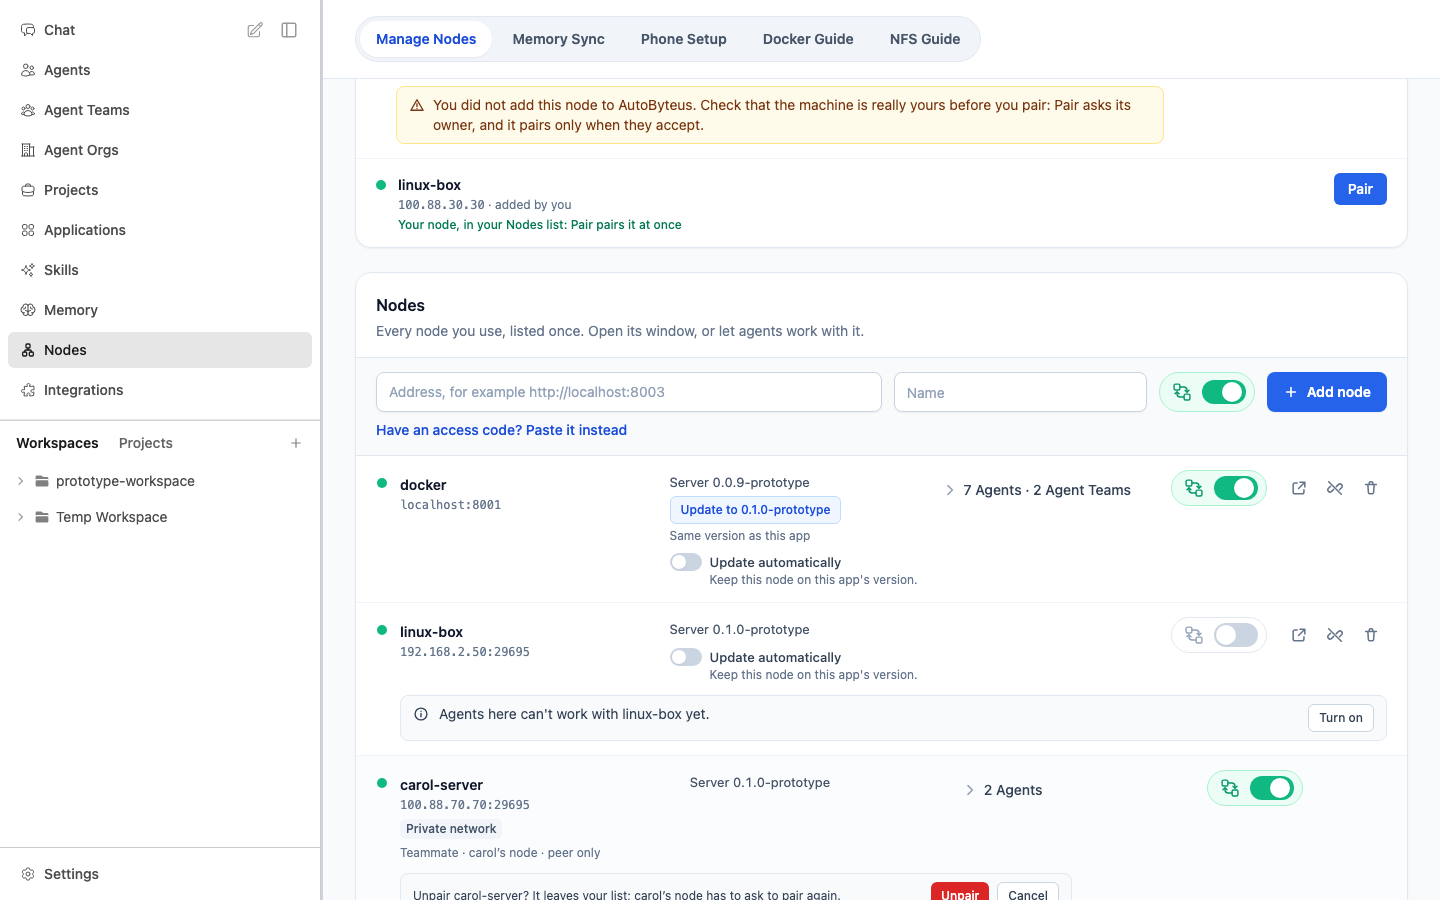 Chat
Agents
Agent Teams
Agent Orgs
Projects
Applications
Skills
Memory
Nodes
Integrations
Workspaces
Projects
prototype-workspace
Temp Workspace
Settings
Manage Nodes
Memory Sync
Phone Setup
Docker Guide
NFS Guide
You did not add this node to AutoByteus. Check that the machine is really yours before you pair: Pair asks its
owner, and it pairs only when they accept.
linux-box
100.88.30.30 · added by you
Your node, in your Nodes list: Pair pairs it at once
Pair
Nodes
Every node you use, listed once. Open its window, or let agents work with it.
Address, for example http://localhost:8003
Name
Add node
Have an access code? Paste it instead
docker
localhost:8001
Server 0.0.9-prototype
Update to 0.1.0-prototype
Same version as this app
Update automatically
Keep this node on this app's version.
7 Agents · 2 Agent Teams
linux-box
192.168.2.50:29695
Server 0.1.0-prototype
Update automatically
Keep this node on this app's version.
Agents here can't work with linux-box yet.
Turn on
carol-server
100.88.70.70:29695
Private network
Teammate · carol's node · peer only
Server 0.1.0-prototype
2 Agents
Unpair carol-server? It leaves your list; carol's node has to ask to pair again.
Unpair
Cancel